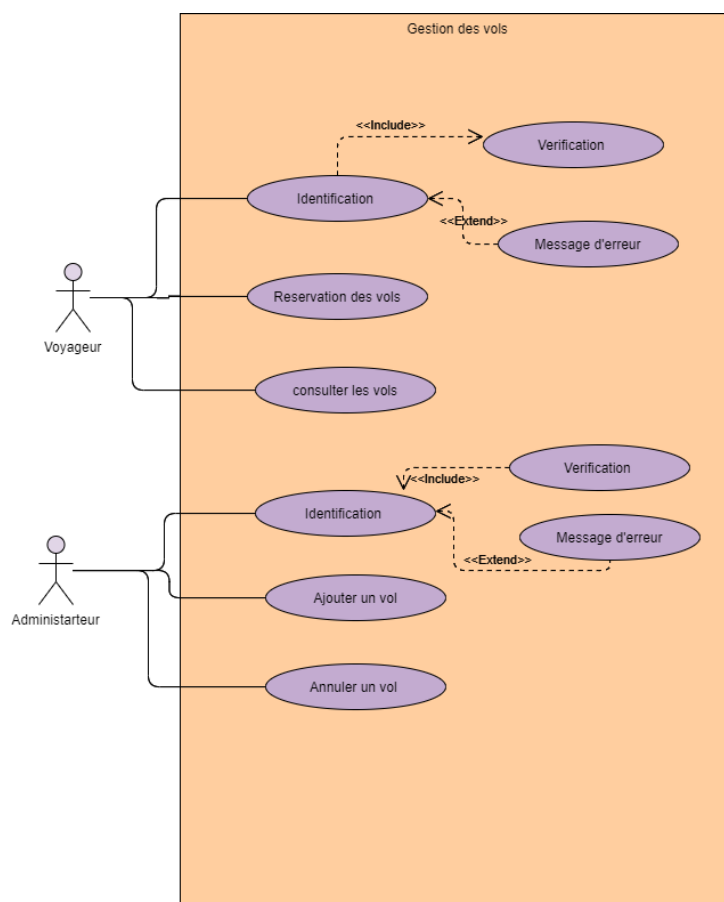 Gestion des vols
<<Include>>
Verification
Identification
<<Extend>>
Message d'erreur
Reservation des vols
Voyageur
consulter les vols
Verification
<<Include>>
Identification
Message d'erreur
<<Extend>>
Ajouter un vol
Administarteur
Annuler un vol